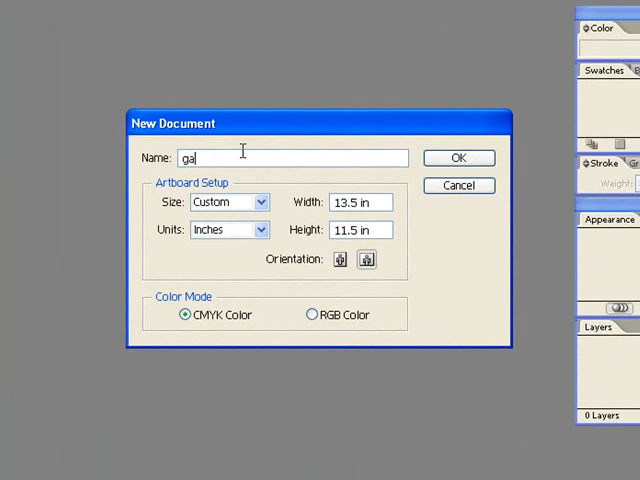 New Document
Name: ga
OK
Cancel
Artboard Setup
Size: Custom
Width: 13.5 in
Units: Inches
Height: 11.5 in
Orientation:
Color Mode
CMYK Color
RGB Color
Color
Swatches
Stroke
Gr
Weight:
Appearance
Layers
0 Layers